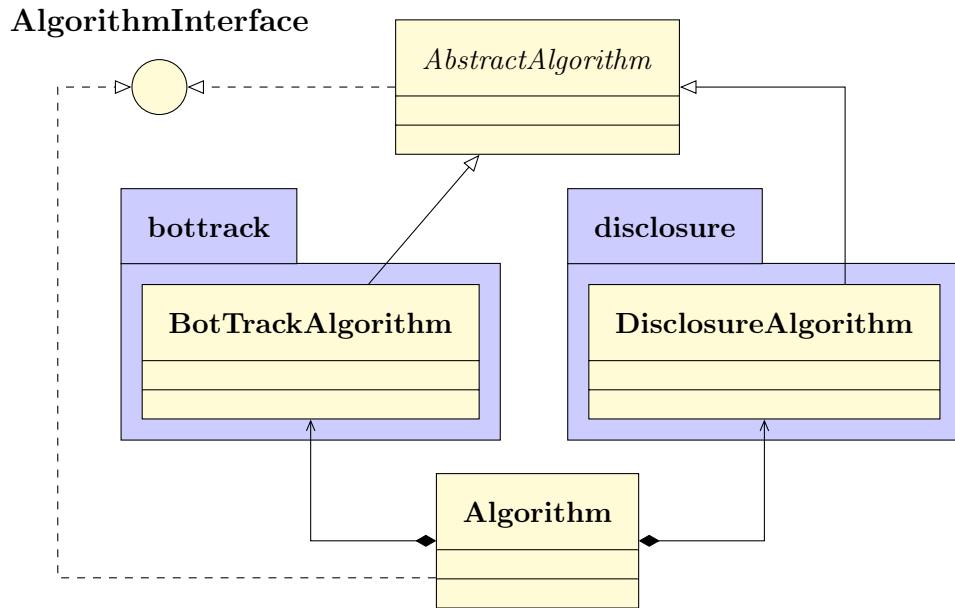 AlgorithmInterface
AbstractAlgorithm
bottrack
disclosure
BotTrackAlgorithm
DisclosureAlgorithm
Algorithm